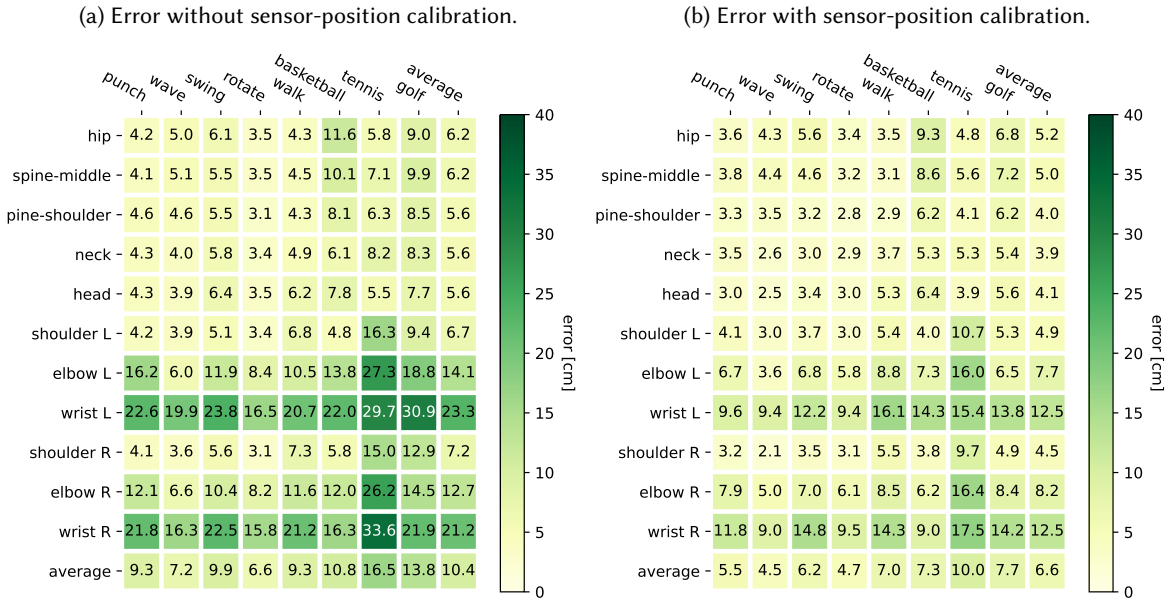 (a) Error without sensor-position calibration.
punch wave swing rotate walk basketball tennis golf average
hip 4.2 5.0 6.1 3.5 4.3 11.6 5.8 9.0 6.2
spine-middle 4.1 5.1 5.5 3.5 4.5 10.1 7.1 9.9 6.2
pine-shoulder 4.6 4.6 5.5 3.1 4.3 8.1 6.3 8.5 5.6
neck 4.3 4.0 5.8 3.4 4.9 6.1 8.2 8.3 5.6
head 4.3 3.9 6.4 3.5 6.2 7.8 5.5 7.7 5.6
shoulder L 4.2 3.9 5.1 3.4 6.8 4.8 16.3 9.4 6.7
elbow L 16.2 6.0 11.9 8.4 10.5 13.8 27.3 18.8 14.1
wrist L 22.6 19.9 23.8 16.5 20.7 22.0 29.7 30.9 23.3
shoulder R 4.1 3.6 5.6 3.1 7.3 5.8 15.0 12.9 7.2
elbow R 12.1 6.6 10.4 8.2 11.6 12.0 26.2 14.5 12.7
wrist R 21.8 16.3 22.5 15.8 21.2 16.3 33.6 21.9 21.2
average 9.3 7.2 9.9 6.6 9.3 10.8 16.5 13.8 10.4
40
35
30
25
20
15
10
5
0
error [cm]
(b) Error with sensor-position calibration.
punch wave swing rotate walk basketball tennis golf average
hip 3.6 4.3 5.6 3.4 3.5 9.3 4.8 6.8 5.2
spine-middle 3.8 4.4 4.6 3.2 3.1 8.6 5.6 7.2 5.0
pine-shoulder 3.3 3.5 3.2 2.8 2.9 6.2 4.1 6.2 4.0
neck 3.5 2.6 3.0 2.9 3.7 5.3 5.3 5.4 3.9
head 3.0 2.5 3.4 3.0 5.3 6.4 3.9 5.6 4.1
shoulder L 4.1 3.0 3.7 3.0 5.4 4.0 10.7 5.3 4.9
elbow L 6.7 3.6 6.8 5.8 8.8 7.3 16.0 6.5 7.7
wrist L 9.6 9.4 12.2 9.4 16.1 14.3 15.4 13.8 12.5
shoulder R 3.2 2.1 3.5 3.1 5.5 3.8 9.7 4.9 4.5
elbow R 7.9 5.0 7.0 6.1 8.5 6.2 16.4 8.4 8.2
wrist R 11.8 9.0 14.8 9.5 14.3 9.0 17.5 14.2 12.5
average 5.5 4.5 6.2 4.7 7.0 7.3 10.0 7.7 6.6
40
35
30
25
20
15
10
5
0
error [cm]